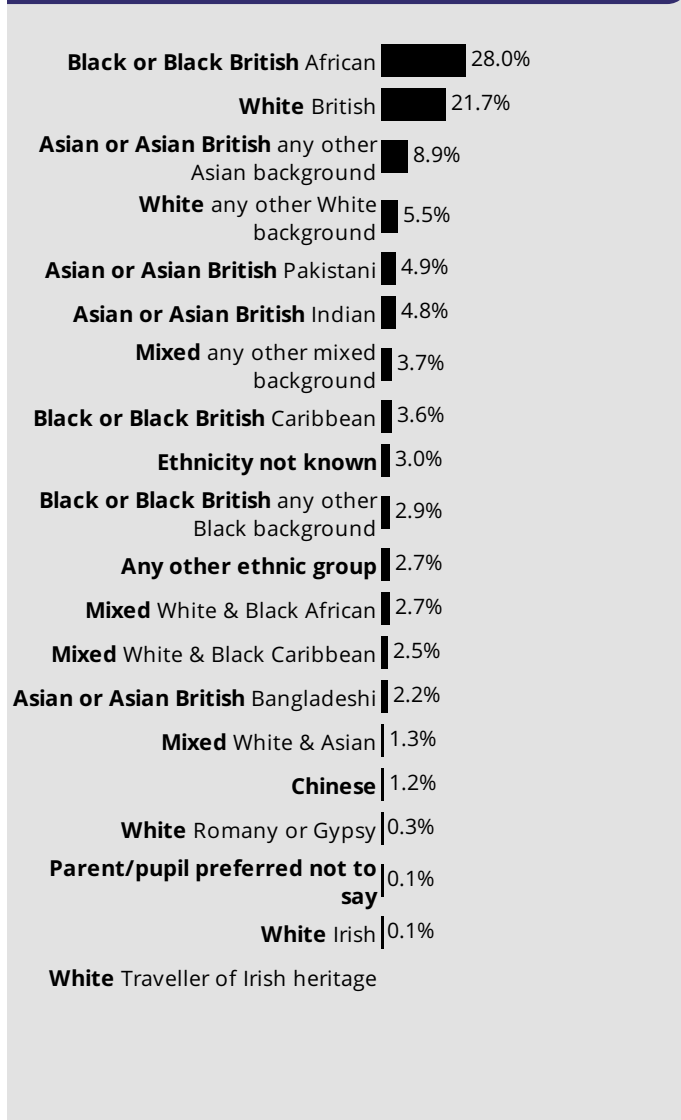 Black or Black British African 28.0%
White British 21.7%
Asian or Asian British any other
Asian background 8.9%
White any other White
background 5.5%
Asian or Asian British Pakistani 4.9%
Asian or Asian British Indian 4.8%
Mixed any other mixed
background 3.7%
Black or Black British Caribbean 3.6%
Ethnicity not known 3.0%
Black or Black British any other
Black background 2.9%
Any other ethnic group 2.7%
Mixed White & Black African 2.7%
Mixed White & Black Caribbean 2.5%
Asian or Asian British Bangladeshi 2.2%
Mixed White & Asian 1.3%
Chinese 1.2%
White Romany or Gypsy 0.3%
Parent/pupil preferred not to
say 0.1%
White Irish 0.1%
White Traveller of Irish heritage